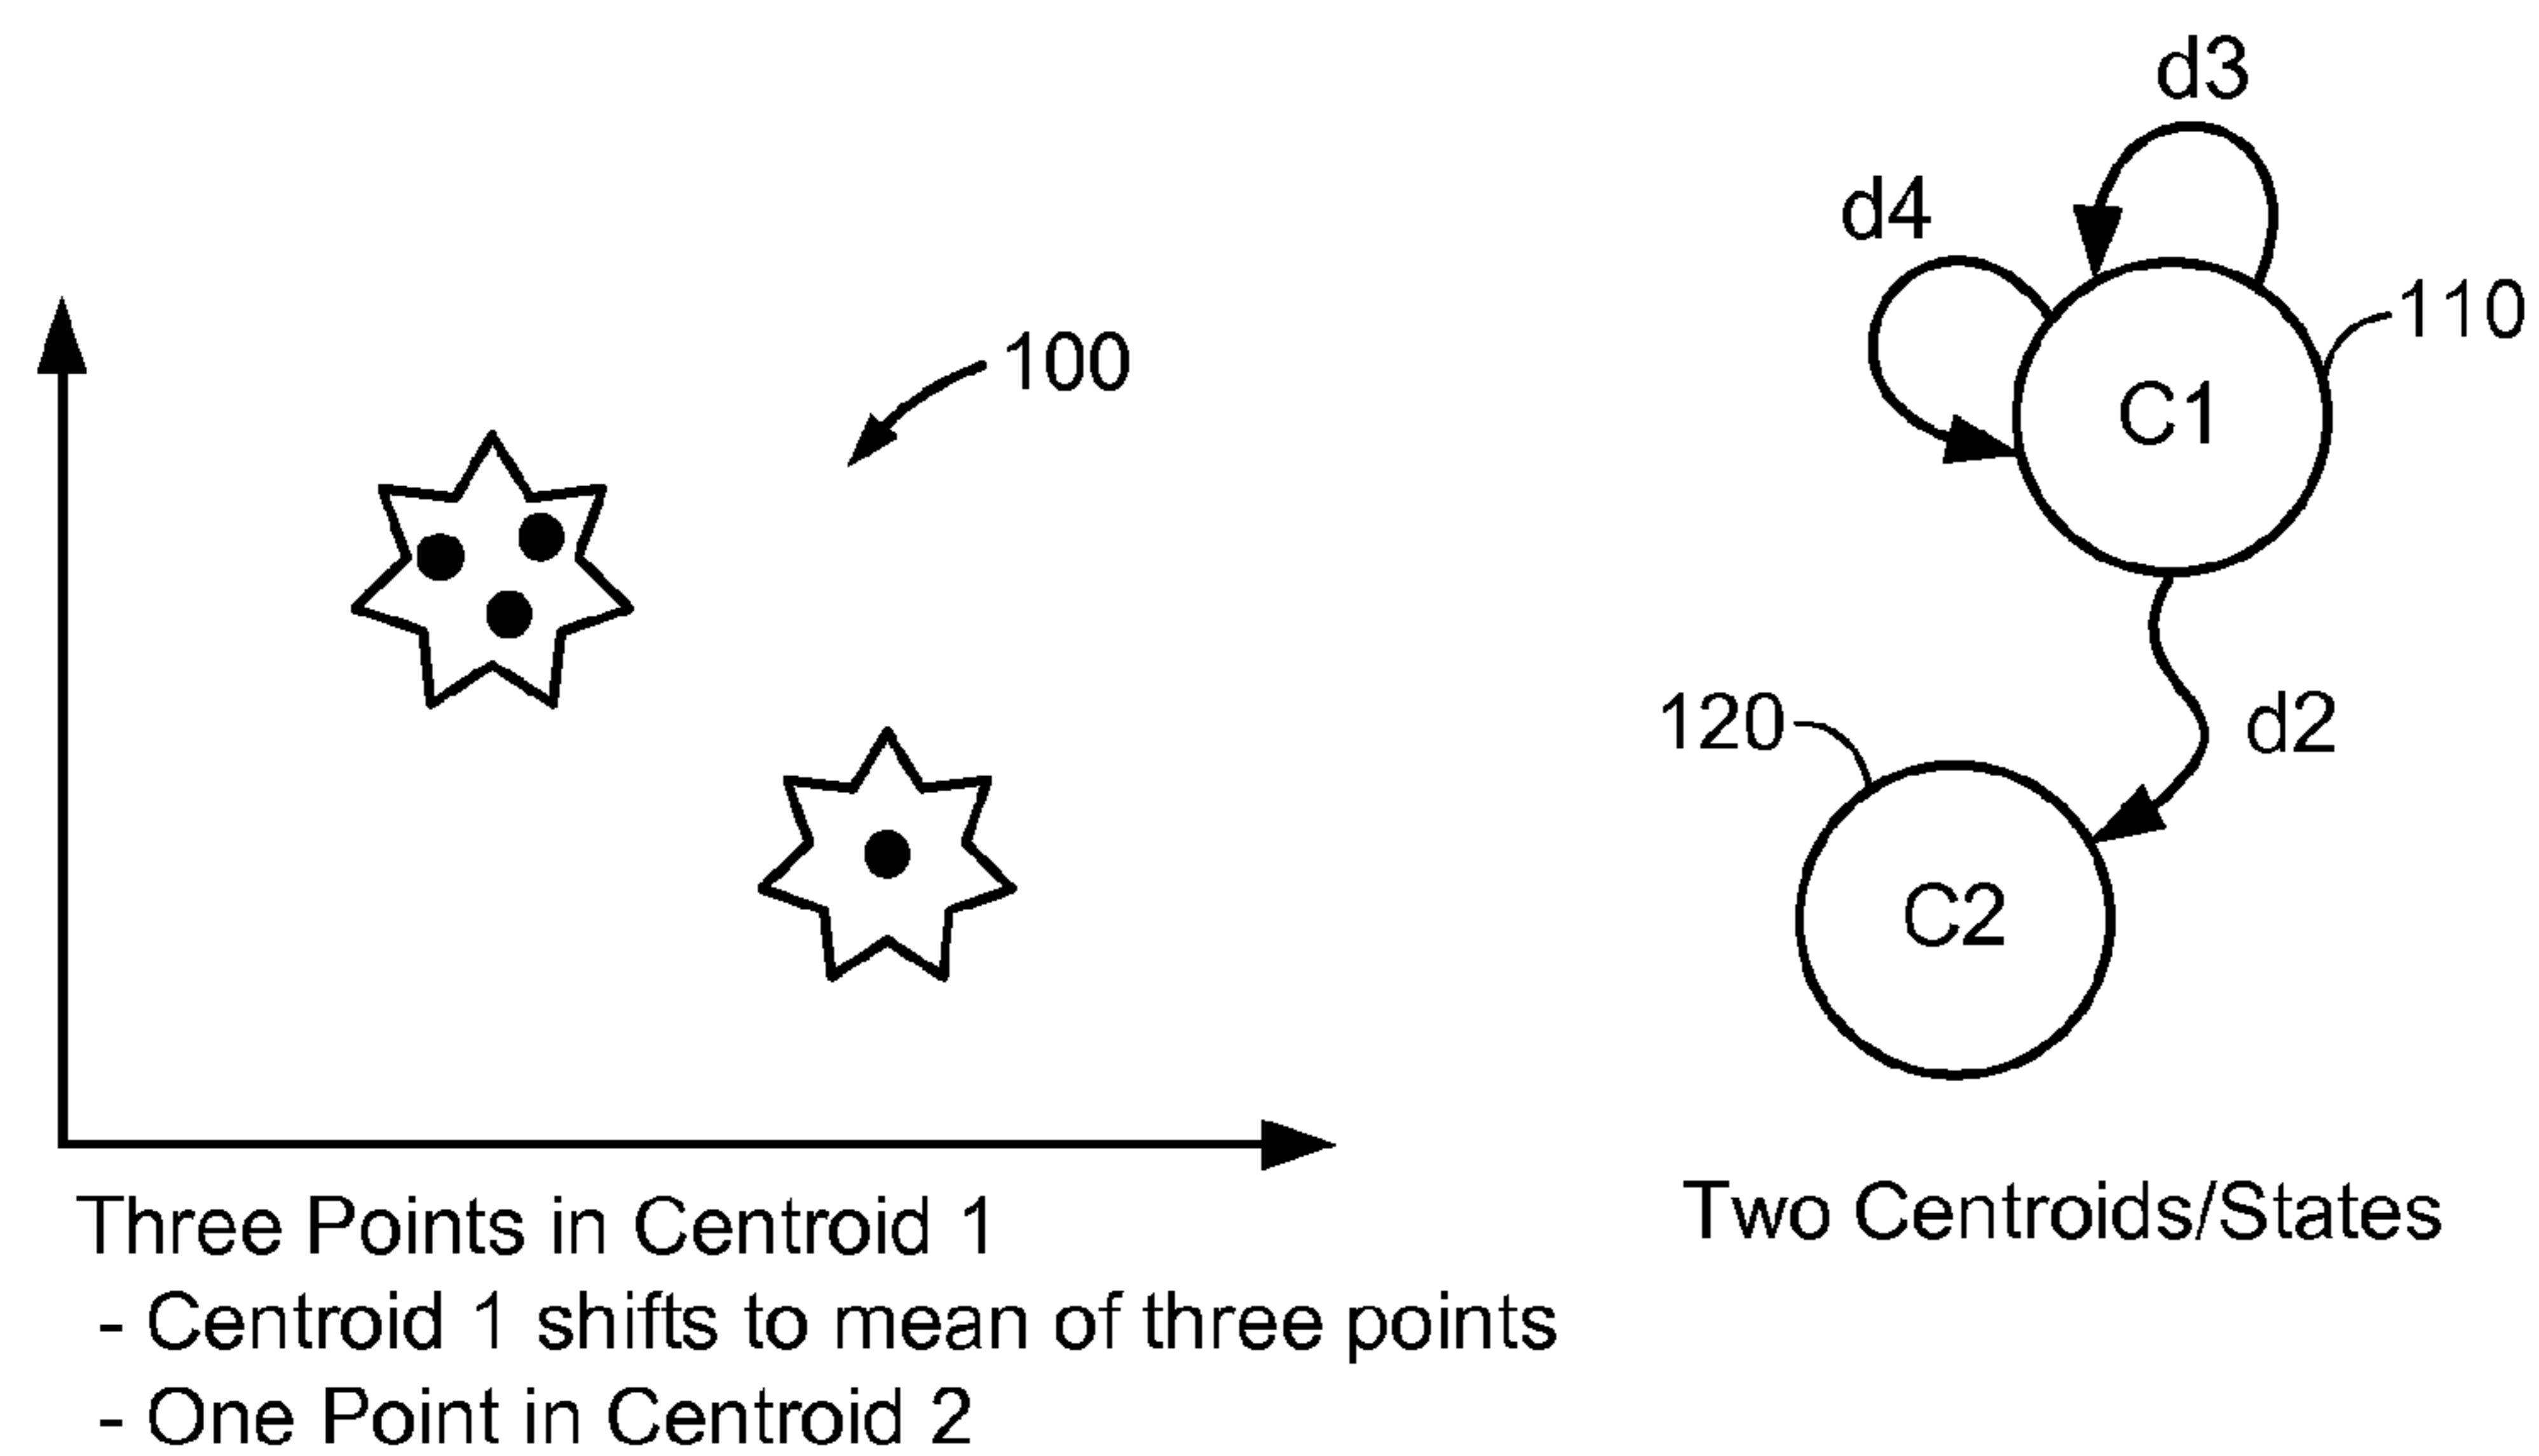 100
Three Points in Centroid 1
- Centroid 1 shifts to mean of three points
- One Point in Centroid 2
d3
d4
110
C1
120
d2
C2
Two Centroids/States